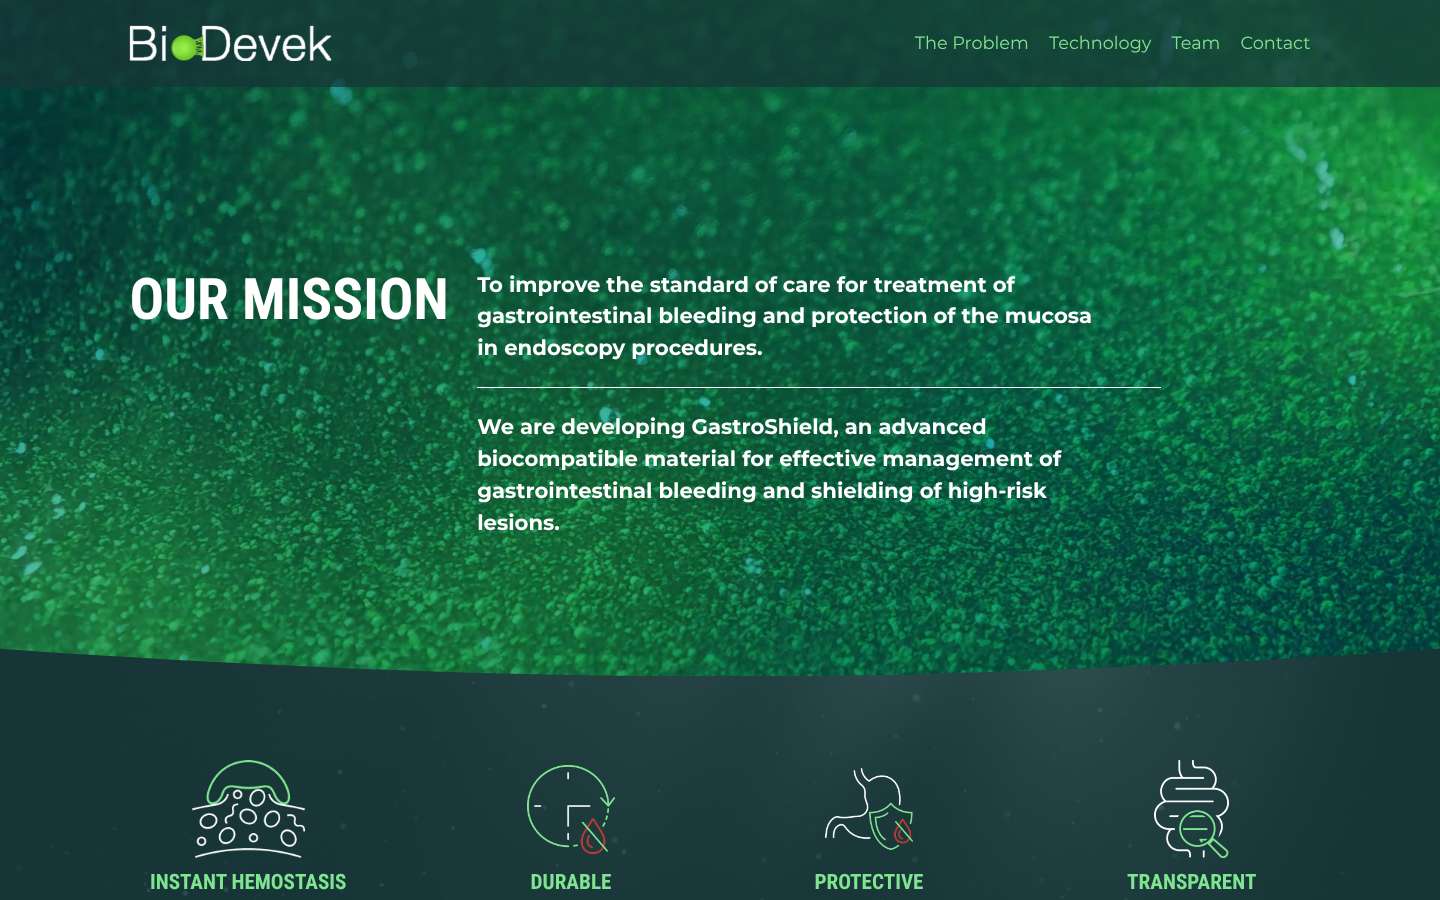 BioDevek
The Problem Technology Team Contact
OUR MISSION
To improve the standard of care for treatment of
gastrointestinal bleeding and protection of the mucosa
in endoscopy procedures.
We are developing GastroShield, an advanced
biocompatible material for effective management of
gastrointestinal bleeding and shielding of high-risk
lesions.
INSTANT HEMOSTASIS
DURABLE
PROTECTIVE
TRANSPARENT